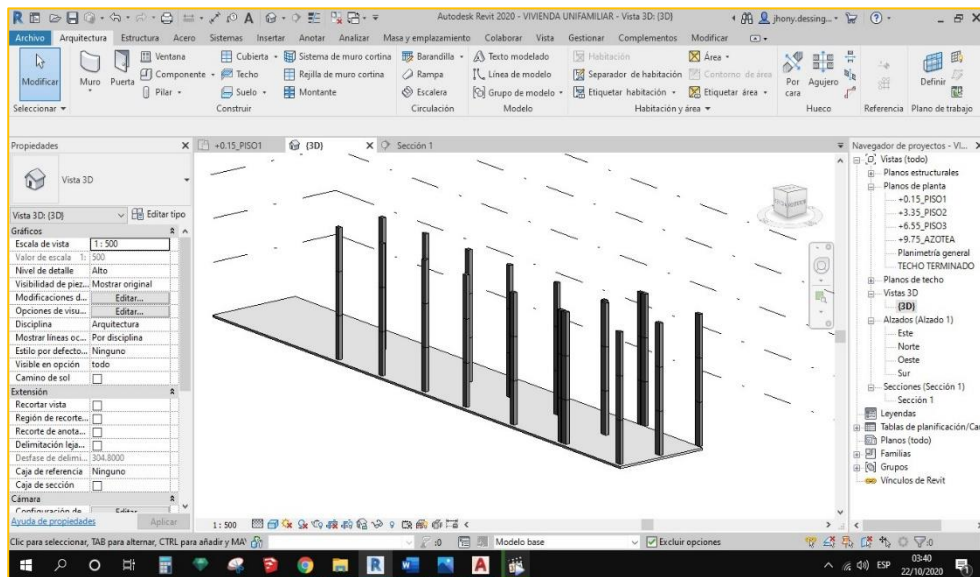 Autodesk Revit 2020 - VIVIENDA UNIFAMILIAR - Vista 3D: {3D}
jhony.dessing...
Archivo Arquitectura Estructura Acero Sistemas Insertar Anotar Analizar Masa y emplazamiento Colaborar Vista Gestionar Complementos Modificar
Modificar
Muro
Puerta
Ventana
Componente
Pilar
Cubierta
Techo
Suelo
Sistema de muro cortina
Rejilla de muro cortina
Montante
Barandilla
Rampa
Escalera
Texto modelado
Línea de modelo
Grupo de modelo
Habitación
Separador de habitación
Etiquetar habitación
Área
Contorno de área
Etiquetar área
Por cara
Agujero
Definir
Seleccionar Construir Circulación Modelo Habitación y área Hueco Referencia Plano de trabajo
Propiedades
+0.15_PISO1 {3D} Sección 1
Navegador de proyectos - VI...
Vista 3D
Vista 3D: {3D} Editar tipo
Gráficos
Escala de vista 1 : 500
Valor de escala 1: 500
Nivel de detalle Alto
Visibilidad de piez... Mostrar original
Modificaciones d... Editar...
Opciones de visu... Editar...
Disciplina Arquitectura
Mostrar líneas oc... Por disciplina
Estilo por defecto... Ninguno
Visible en opción todo
Camino de sol
Extensión
Recortar vista
Región de recorte...
Recorte de anota...
Delimitación leja...
Desfase de delimi... 304.8000
Caja de referencia Ninguno
Caja de sección
Cámara
Configuración de Editar...
Ayuda de propiedades Aplicar
Vistas (todo)
Planos estructurales
Planos de planta
+0.15_PISO1
+3.35_PISO2
+6.55_PISO3
+9.75_AZOTEA
Planimetría general
TECHO TERMINADO
Planos de techo
Vistas 3D
{3D}
Alzados (Alzado 1)
Este
Norte
Oeste
Sur
Secciones (Sección 1)
Sección 1
Leyendas
Tablas de planificación/Can
Planos (todo)
Familias
Grupos
Vínculos de Revit
1 : 500
Clic para seleccionar, TAB para alternar, CTRL para añadir y MAY :0 Modelo base Excluir opciones :0
ESP
03:40
22/10/2020